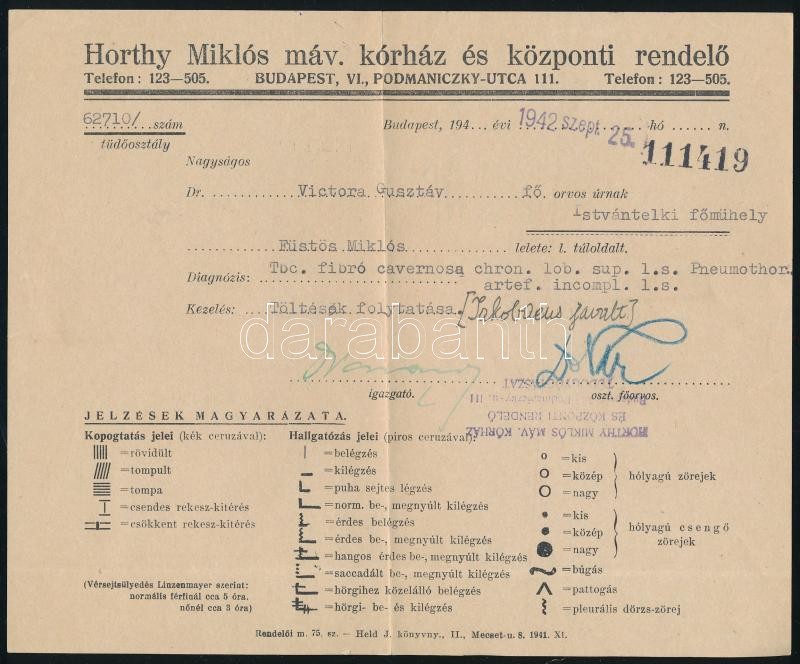 Horthy Miklós máv. kórház és központi rendelő
Telefon: 123—505. BUDAPEST, VI., PODMANICZKY-UTCA 111. Telefon: 123—505.
62710/ szám
tüdőosztály
Budapest, 194... évi 1942 szept. 25. hó ...... n.
111419
Nagyságos
Dr. Victora Gusztáv fő. orvos úrnak
Istvántelki főmühely
Füstös Miklós lelete: l. túloldalt.
Diagnózis: Tbc. fibró cavernosa chron. lob. sup. l.s. Pneumothor.
artef. incompl. l.s.
Kezelés: Töltések folytatása.
darabanth
igazgató. oszt. főorvos.
HORTHY MIKLÓS MÁV. KÓRHÁZ
ÉS KÖZPONTI RENDELŐ
JELZÉSEK MAGYARÁZATA.
Kopogtatás jelei (kék ceruzával):
=rövidült
=tompult
=tompa
=csendes rekesz-kitérés
=csökkent rekesz-kitérés
(Vérsejtsülyedés Linzenmayer szerint:
normális férfinál cca 5 óra.
nőnél cca 3 óra)
Hallgatózás jelei (piros ceruzával):
=belégzés
=kilégzés
=puha sejtes légzés
=norm. be-, megnyúlt kilégzés
=érdes belégzés
=érdes be-, megnyúlt kilégzés
=hangos érdes be-, megnyúlt kilégzés
=saccadált be-, megnyúlt kilégzés
=hörgihez közelálló belégzés
=hörgi- be- és kilégzés
=kis
=közép
=nagy
hólyagú zörejek
=kis
=közép
=nagy
hólyagú csengő
zörejek
=búgás
=pattogás
=pleurális dörzs-zörej
Rendelői m. 75. sz. — Held J. könyvny., II., Mecset-u. 8. 1941. XI.